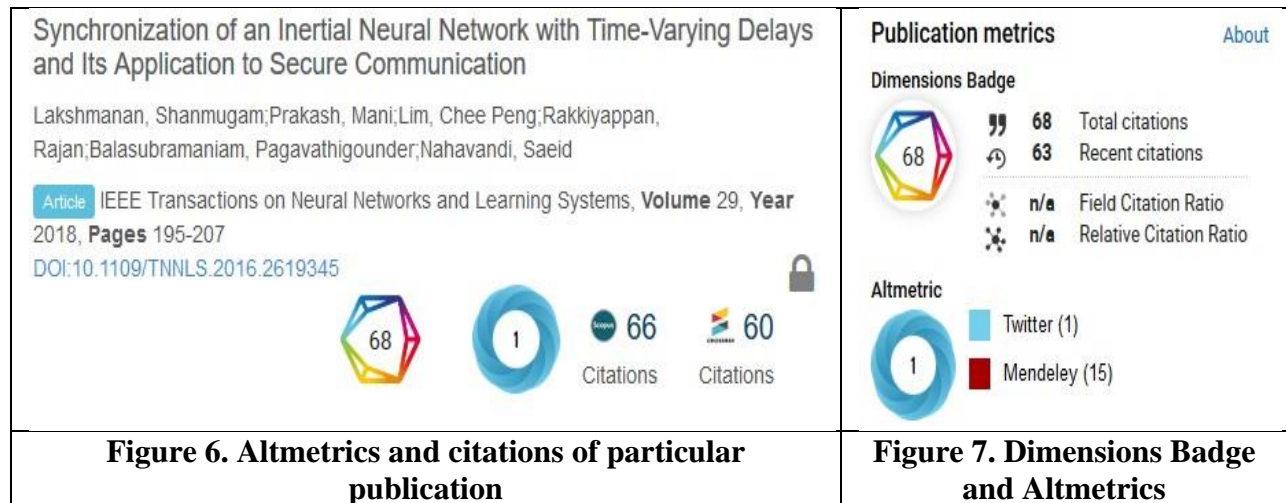 Synchronization of an Inertial Neural Network with Time-Varying Delays
and Its Application to Secure Communication
Lakshmanan, Shanmugam;Prakash, Mani;Lim, Chee Peng;Rakkiyappan,
Rajan;Balasubramaniam, Pagavathigounder;Nahavandi, Saeid
Article IEEE Transactions on Neural Networks and Learning Systems, Volume 29, Year
2018, Pages 195-207
DOI:10.1109/TNNLS.2016.2619345
68 1 Scopus 66 CROSSREF 60
Citations Citations
Figure 6. Altmetrics and citations of particular
publication
Publication metrics About
Dimensions Badge
68
68 Total citations
63 Recent citations
n/a Field Citation Ratio
n/a Relative Citation Ratio
Altmetric
1
Twitter (1)
Mendeley (15)
Figure 7. Dimensions Badge
and Altmetrics